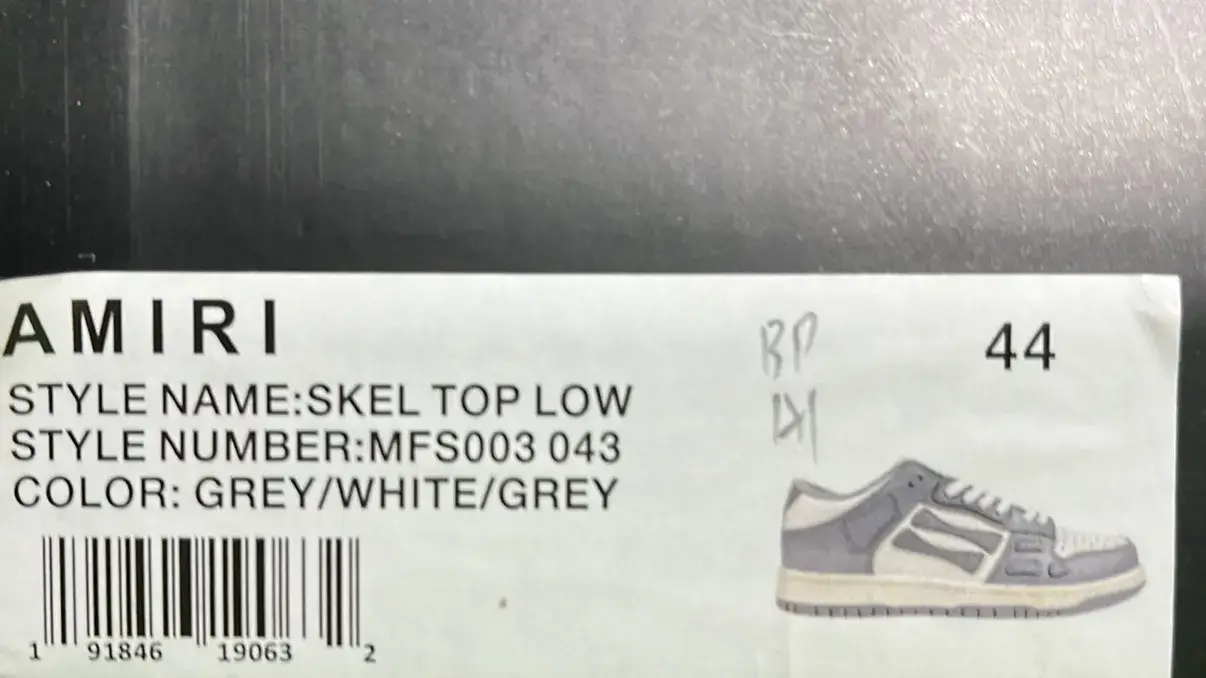 AMIRI
44
BP
STYLE NAME:SKEL TOP LOW
STYLE NUMBER:MFS003 043
COLOR: GREY/WHITE/GREY
1 91846 19063 2